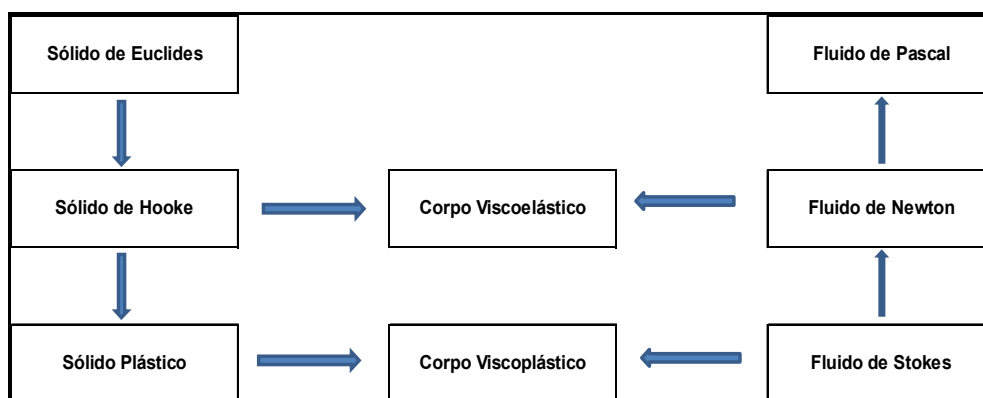 Sólido de Euclides
Fluido de Pascal
Sólido de Hooke
Corpo Viscoelástico
Fluido de Newton
Sólido Plástico
Corpo Viscoplástico
Fluido de Stokes